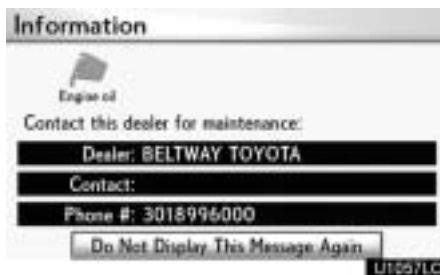 Information
Engine oil
Contact this dealer for maintenance:
Dealer: BELTWAY TOYOTA
Contact:
Phone #: 3018996000
Do Not Display This Message Again
U1057LC